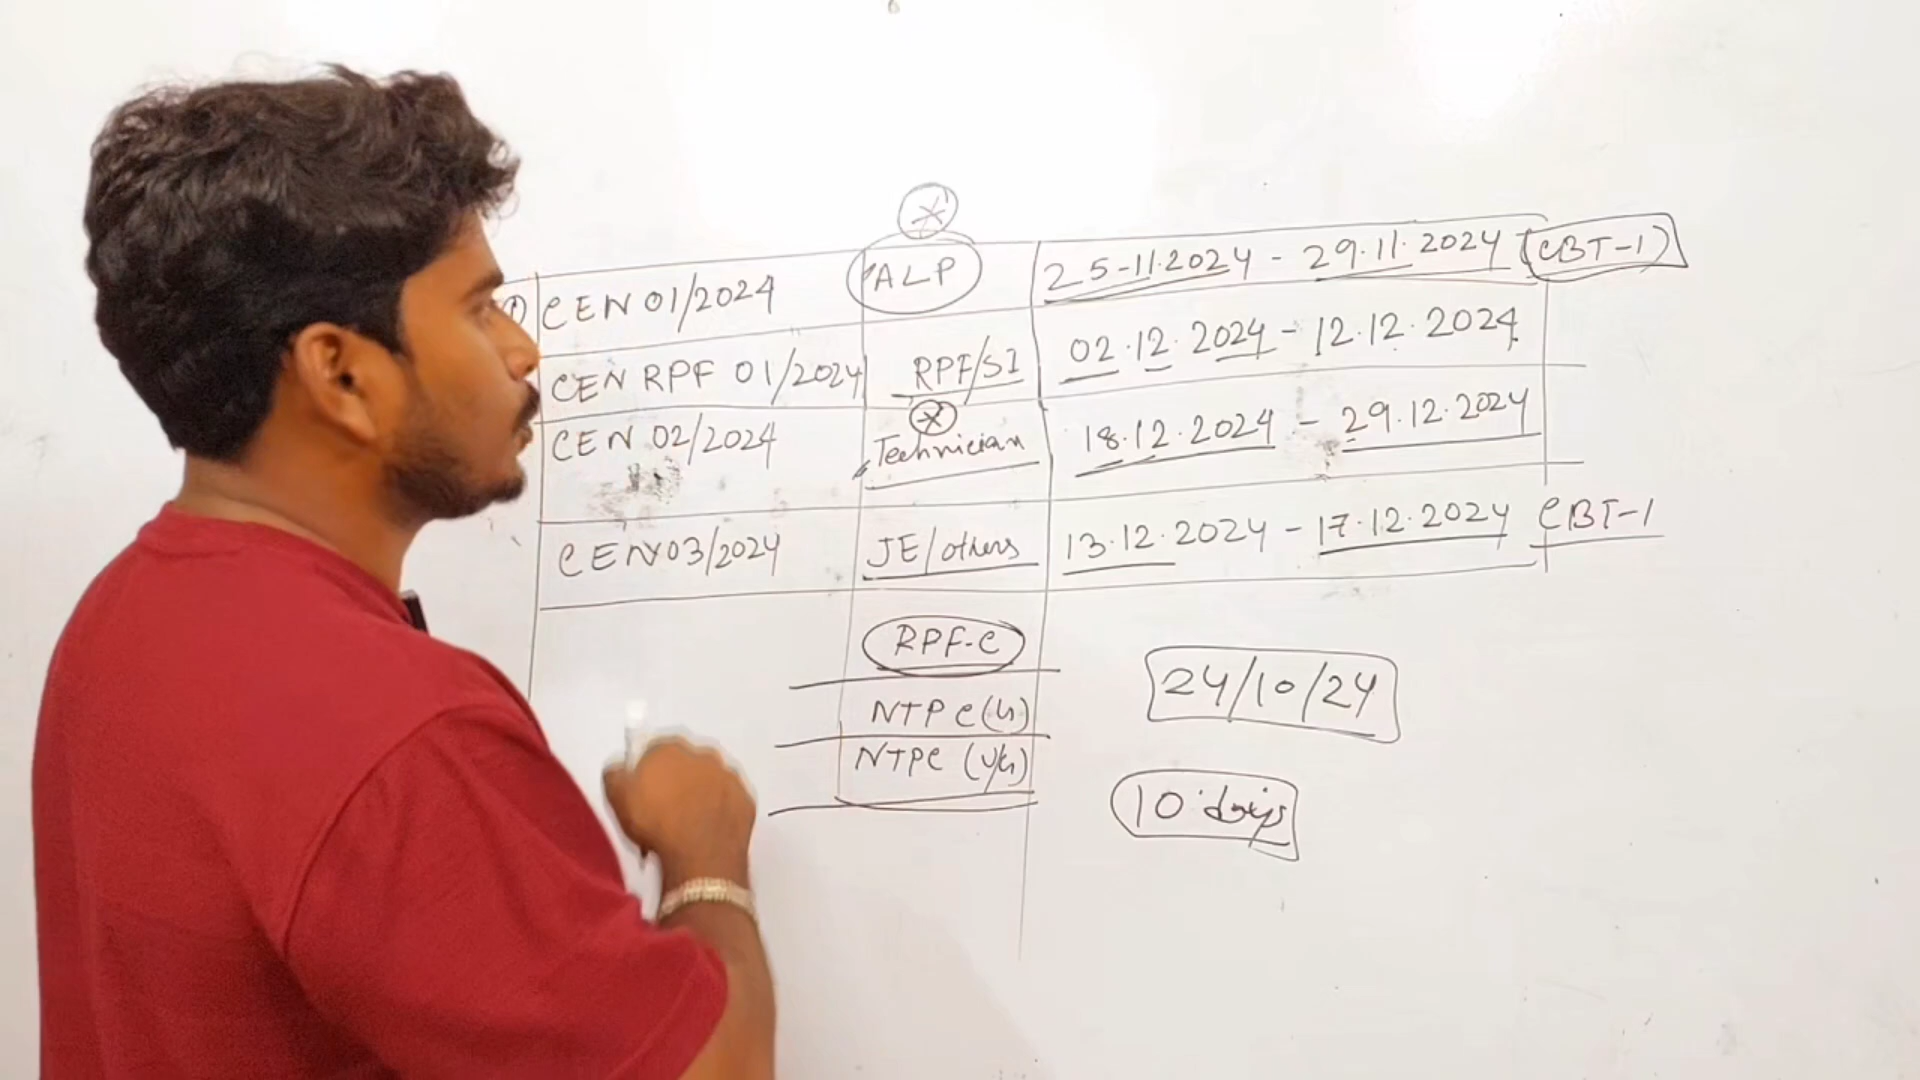 ① CEN 01/2024 ALP 25-11.2024 - 29.11.2024 CBT-1
CEN RPF 01/2024 RPF/SI 02.12.2024 - 12.12.2024
CEN 02/2024 Technician 18.12.2024 - 29.12.2024
CEN 03/2024 JE/others 13.12.2024 - 17.12.2024 CBT-1
RPF-C
24/10/24
NTPC (G)
NTPC (U/G)
10 days